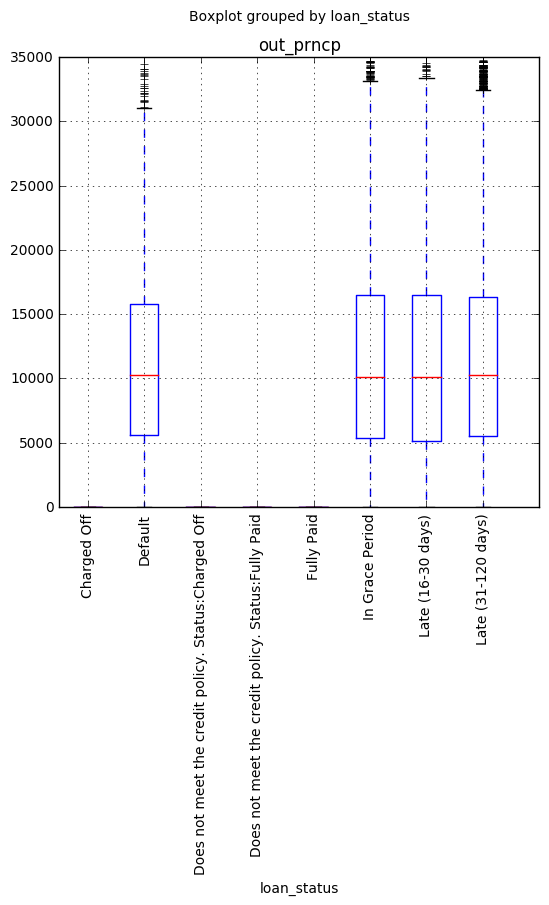 Boxplot grouped by loan_status
out_prncp
35000
30000
25000
20000
15000
10000
5000
0
Charged Off
Default
Does not meet the credit policy. Status:Charged Off
Does not meet the credit policy. Status:Fully Paid
Fully Paid
In Grace Period
Late (16-30 days)
Late (31-120 days)
loan_status